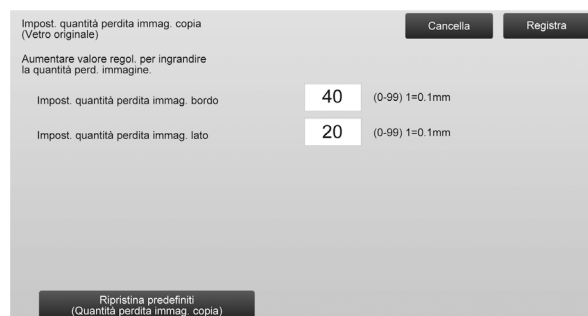 Impost. quantità perdita immag. copia
(Vetro originale)
Cancella
Registra
Aumentare valore regol. per ingrandire
la quantità perd. immagine.
Impost. quantità perdita immag. bordo
40
(0-99) 1=0.1mm
Impost. quantità perdita immag. lato
20
(0-99) 1=0.1mm
Ripristina predefiniti
(Quantità perdita immag. copia)